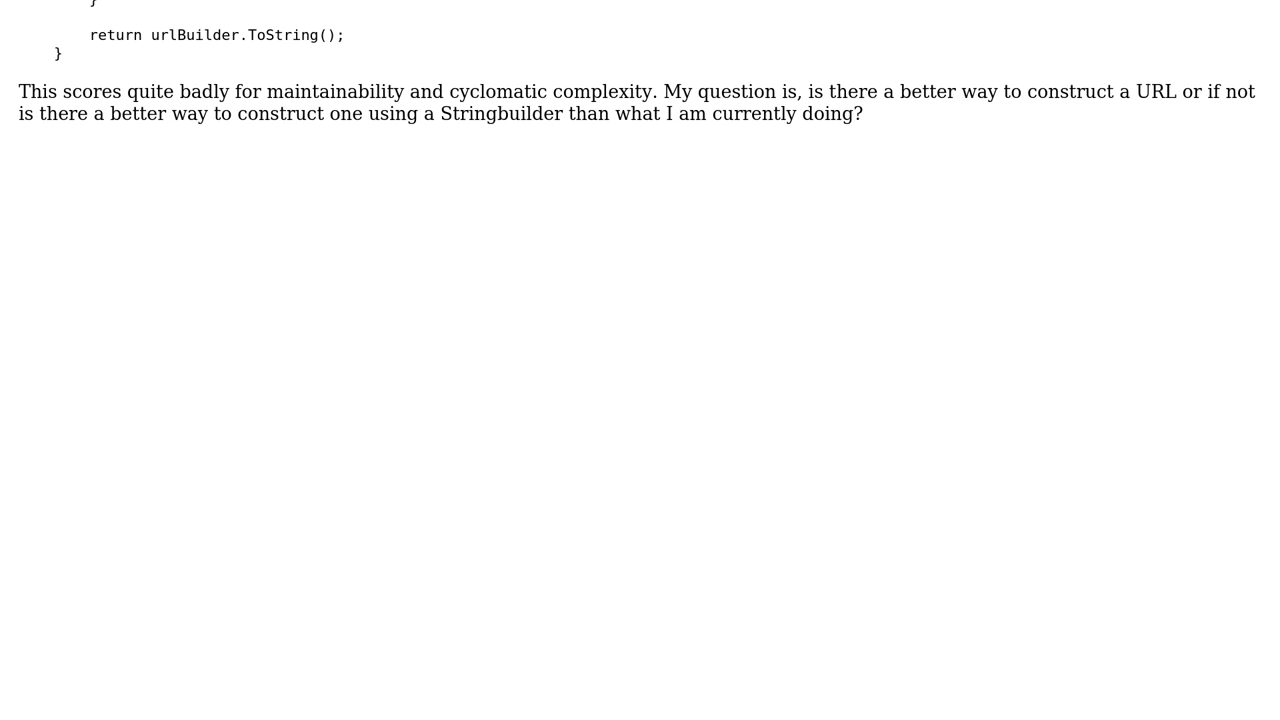 }
return urlBuilder.ToString();
}
This scores quite badly for maintainability and cyclomatic complexity. My question is, is there a better way to construct a URL or if not
is there a better way to construct one using a Stringbuilder than what I am currently doing?